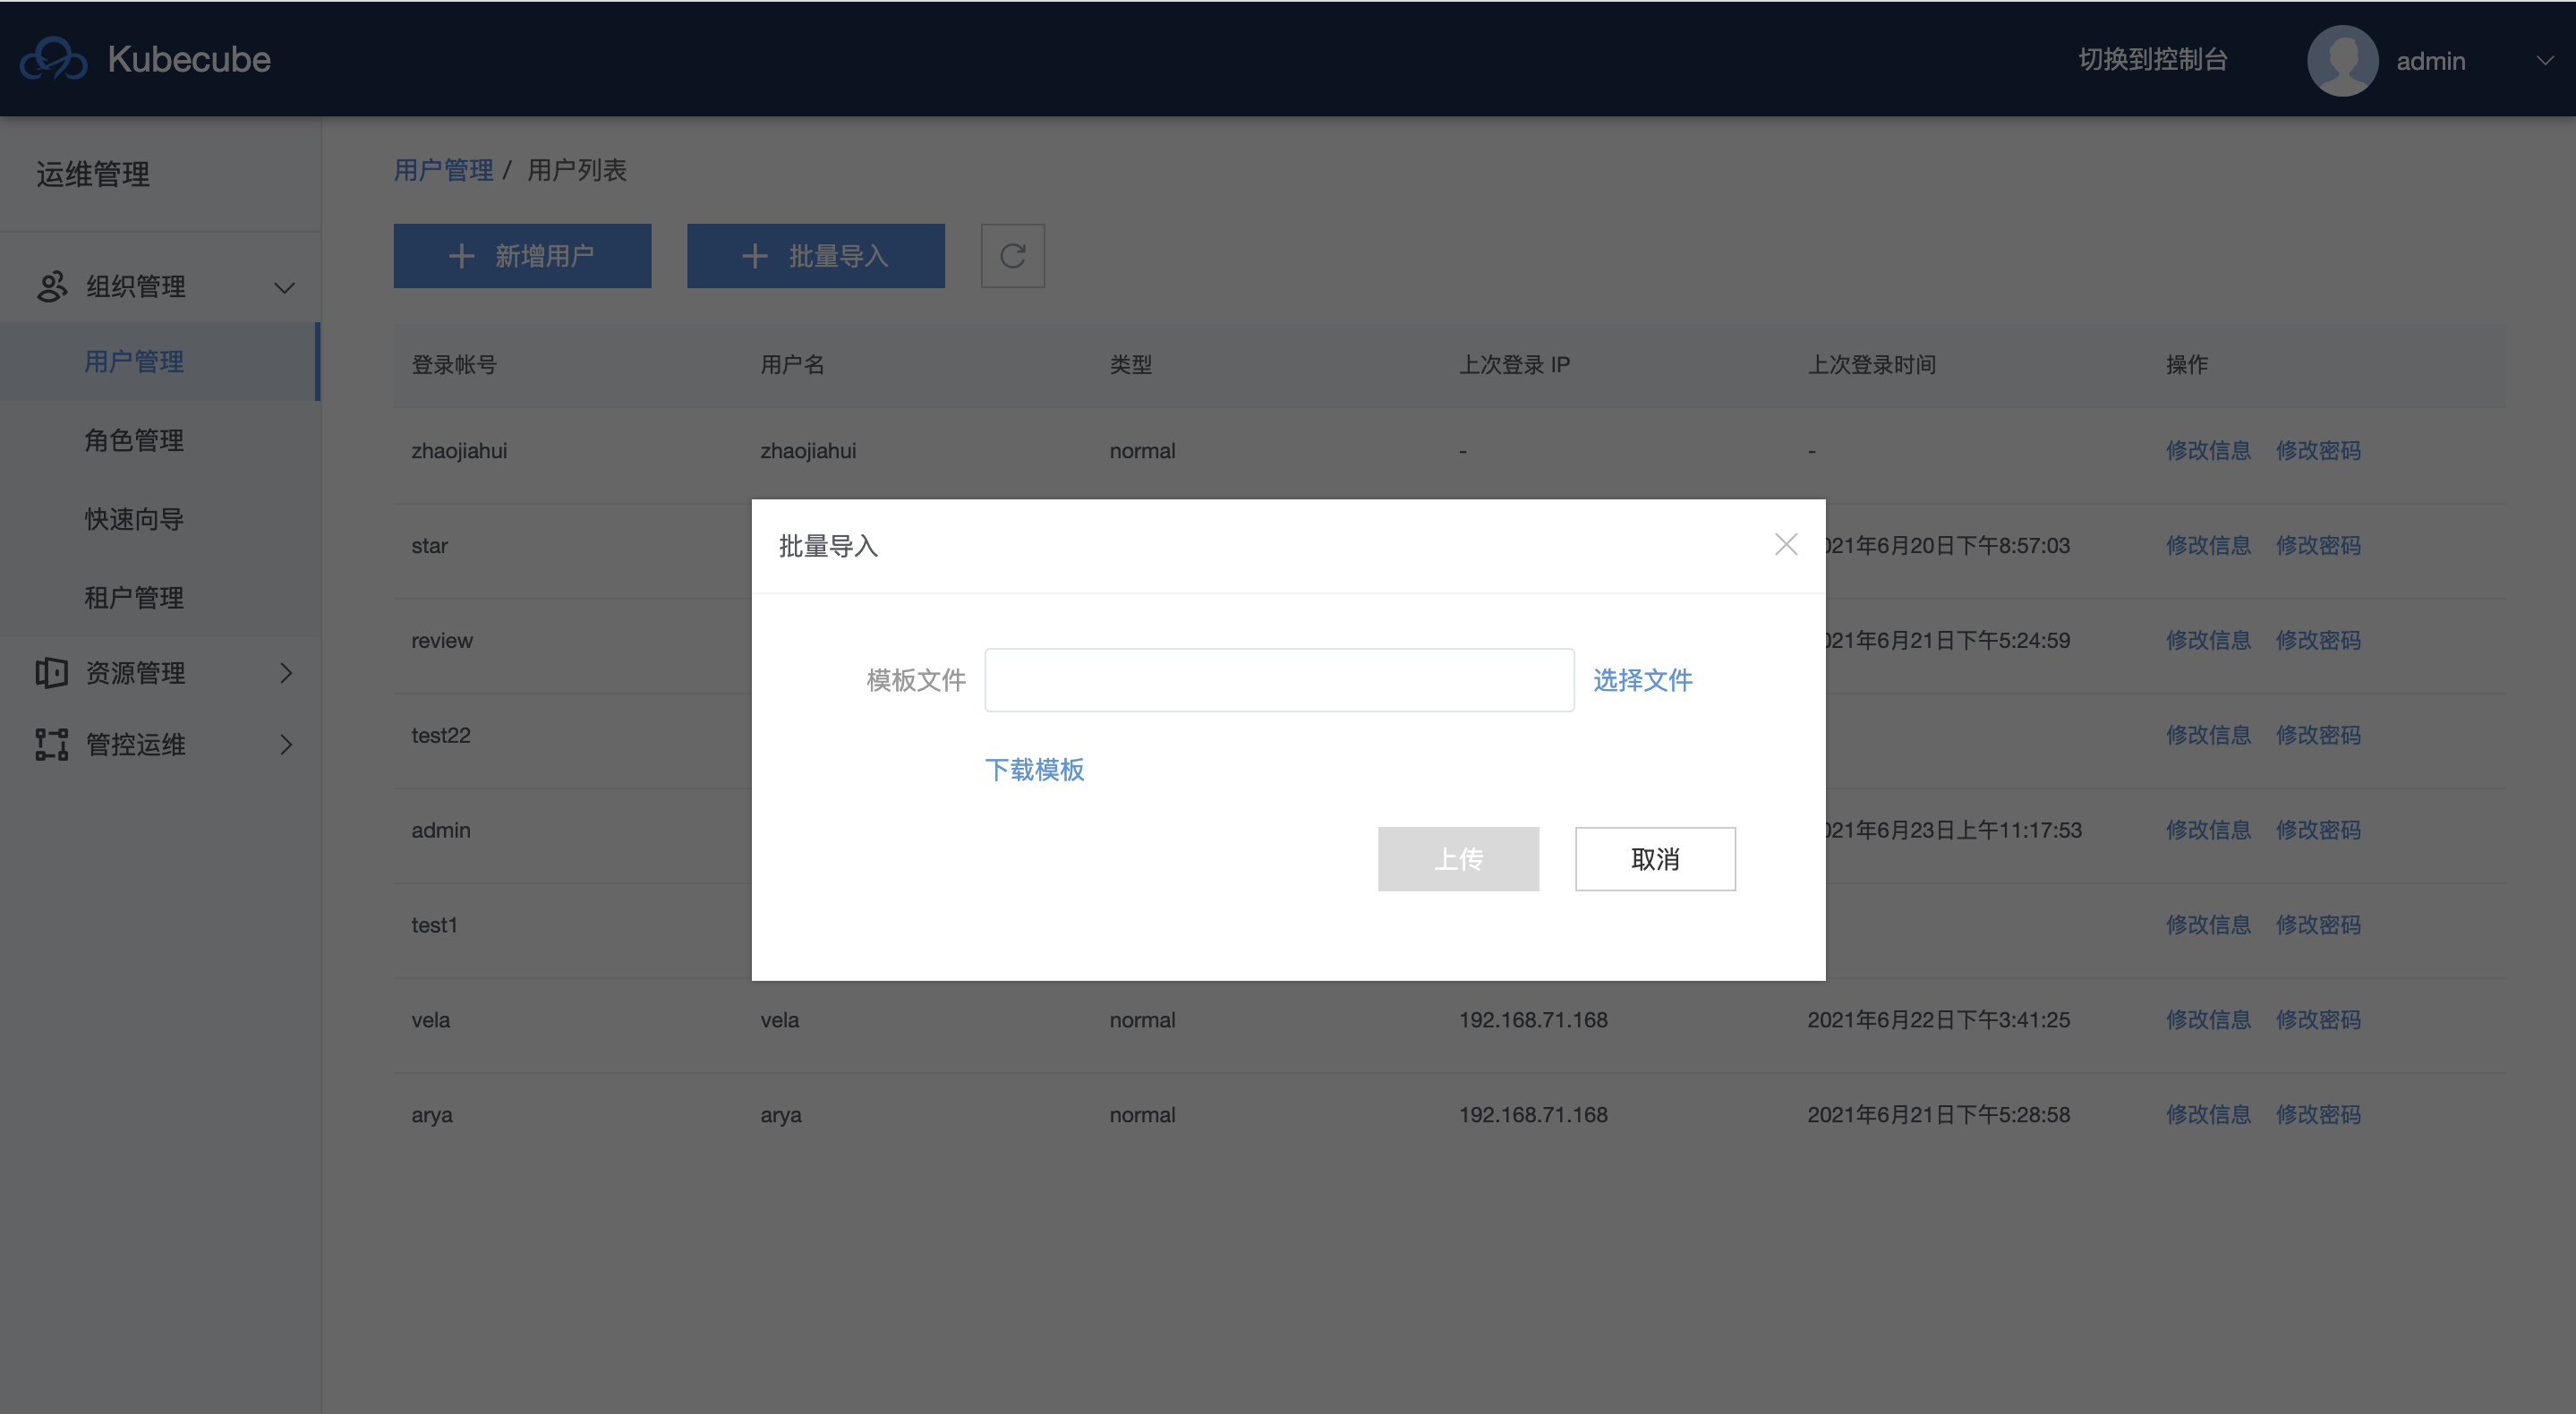 Kubecube
切换到控制台 admin
运维管理
组织管理
用户管理
角色管理
快速向导
租户管理
资源管理
管控运维
用户管理 / 用户列表
新增用户 批量导入
登录帐号 用户名 类型 上次登录 IP 上次登录时间 操作
zhaojiahui zhaojiahui normal - - 修改信息 修改密码
star 021年6月20日下午8:57:03 修改信息 修改密码
review 021年6月21日下午5:24:59 修改信息 修改密码
test22 修改信息 修改密码
admin 021年6月23日上午11:17:53 修改信息 修改密码
test1 修改信息 修改密码
vela vela normal 192.168.71.168 2021年6月22日下午3:41:25 修改信息 修改密码
arya arya normal 192.168.71.168 2021年6月21日下午5:28:58 修改信息 修改密码
批量导入
模板文件 选择文件
下载模板
上传 取消